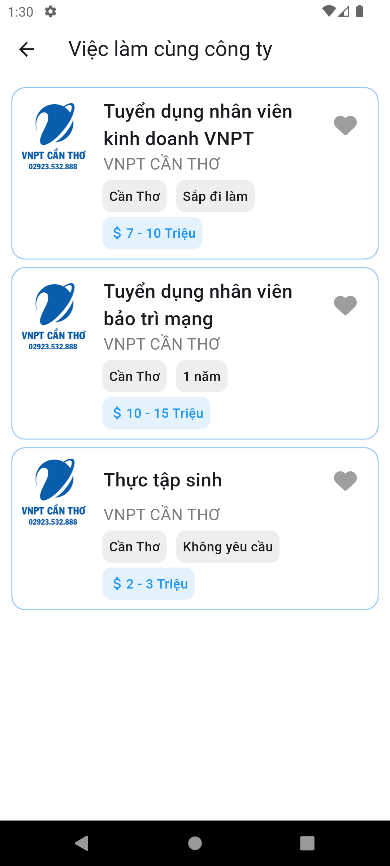 1:30
Việc làm cùng công ty
Tuyển dụng nhân viên
kinh doanh VNPT
VNPT CẦN THƠ
VNPT CẦN THƠ
02923.532.888
Cần Thơ
Sắp đi làm
$ 7 - 10 Triệu
Tuyển dụng nhân viên
bảo trì mạng
VNPT CẦN THƠ
VNPT CẦN THƠ
02923.532.888
Cần Thơ
1 năm
$ 10 - 15 Triệu
Thực tập sinh
VNPT CẦN THƠ
VNPT CẦN THƠ
02923.532.888
Cần Thơ
Không yêu cầu
$ 2 - 3 Triệu